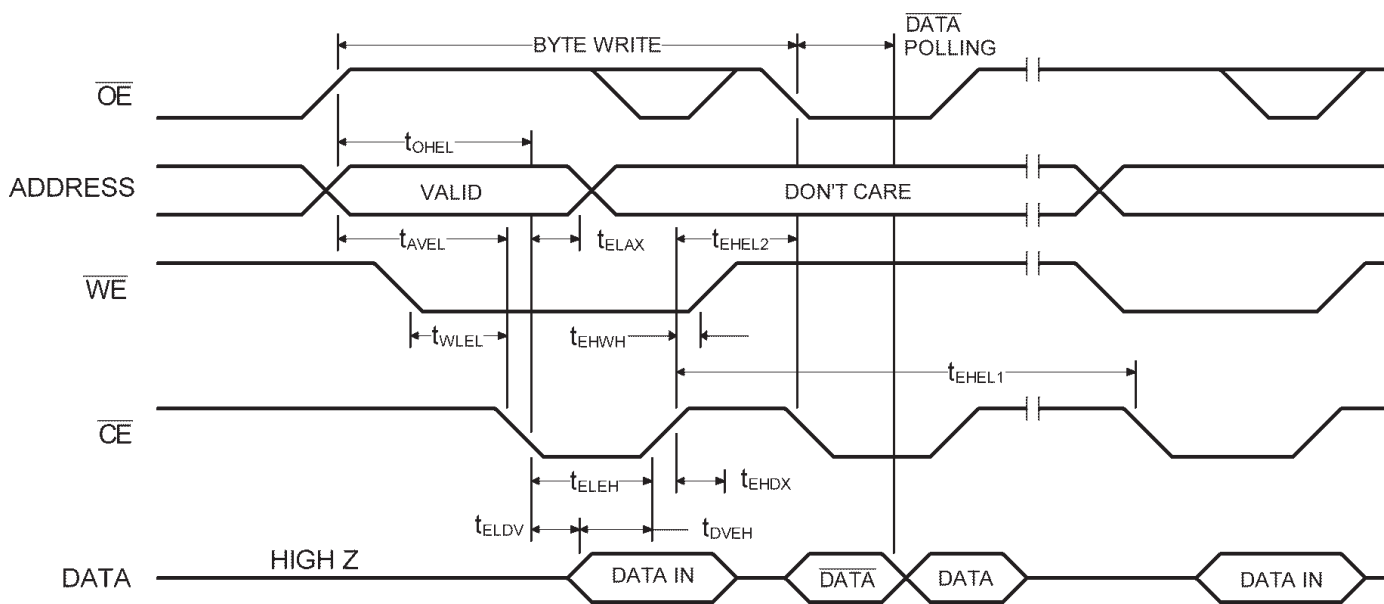 BYTE WRITE
DATA
POLLING
OE
tOHEL
ADDRESS
VALID
DON'T CARE
tAVEL
tELAX
tEHEL2
WE
tWLEL
tEHWH
tEHEL1
CE
tELEH
tEHDX
tELDV
tDVEH
HIGH Z
DATA
DATA IN
DATA
DATA
DATA IN